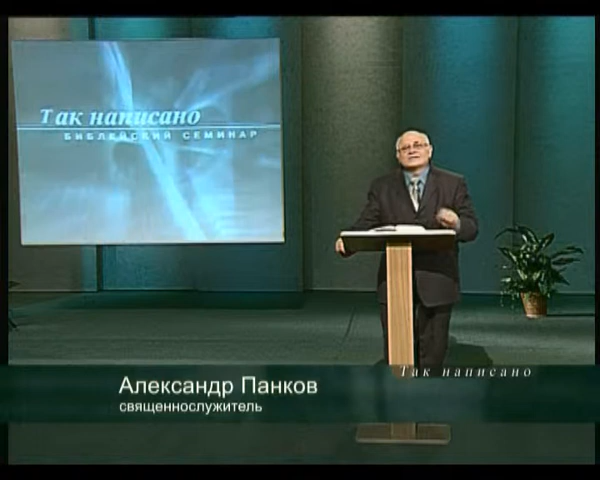 Так написано
БИБЛЕЙСКИЙ СЕМИНАР
Так написано
Александр Панков
священнослужитель